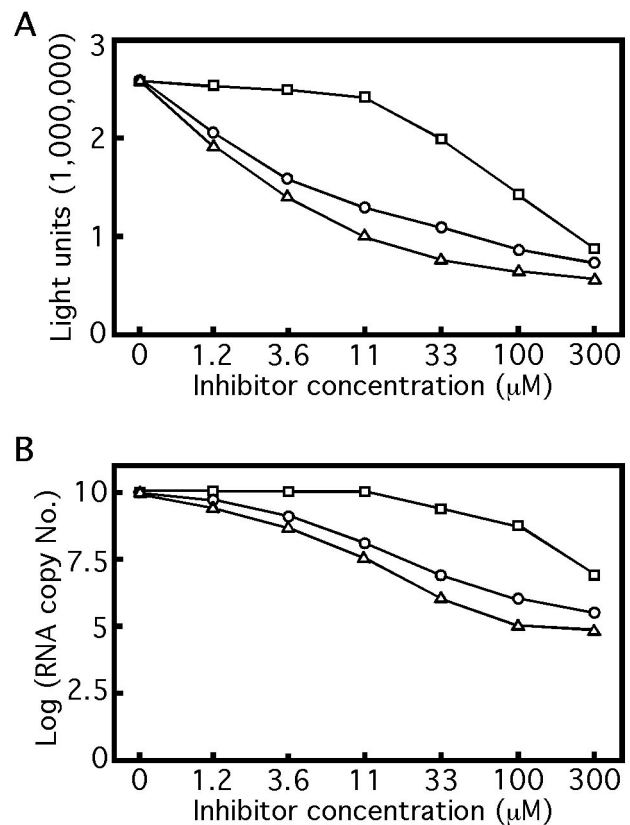 A
3
2
1
0
Light units (1,000,000)
0 1.2 3.6 11 33 100 300
Inhibitor concentration (μM)
B
10
7.5
5
2.5
0
Log (RNA copy No.)
0 1.2 3.6 11 33 100 300
Inhibitor concentration (μM)